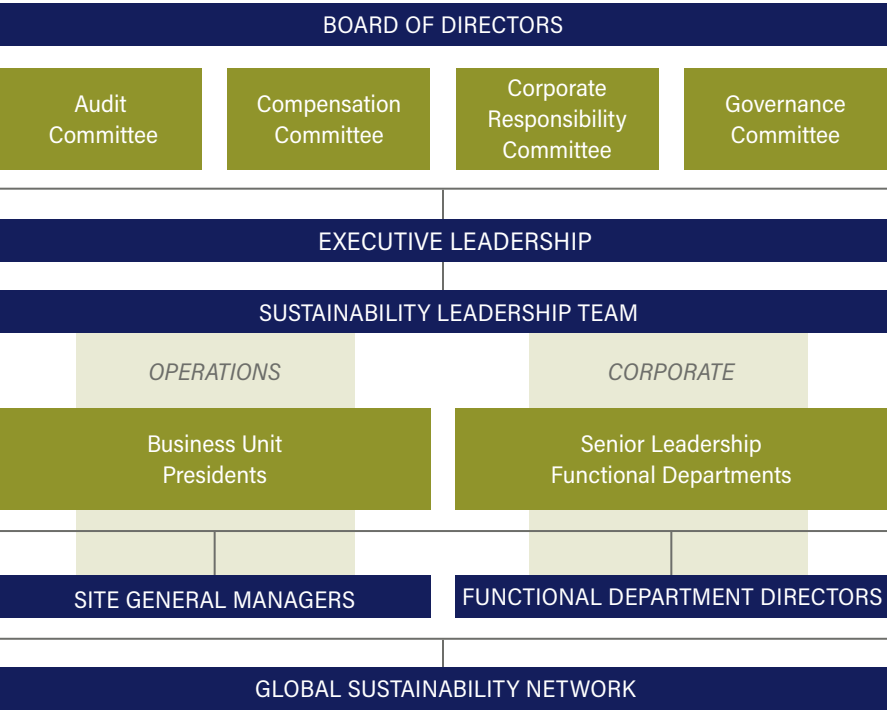 BOARD OF DIRECTORS
Audit
Committee
Compensation
Committee
Corporate
Responsibility
Committee
Governance
Committee
EXECUTIVE LEADERSHIP
SUSTAINABILITY LEADERSHIP TEAM
OPERATIONS
CORPORATE
Business Unit
Presidents
Senior Leadership
Functional Departments
SITE GENERAL MANAGERS
FUNCTIONAL DEPARTMENT DIRECTORS
GLOBAL SUSTAINABILITY NETWORK